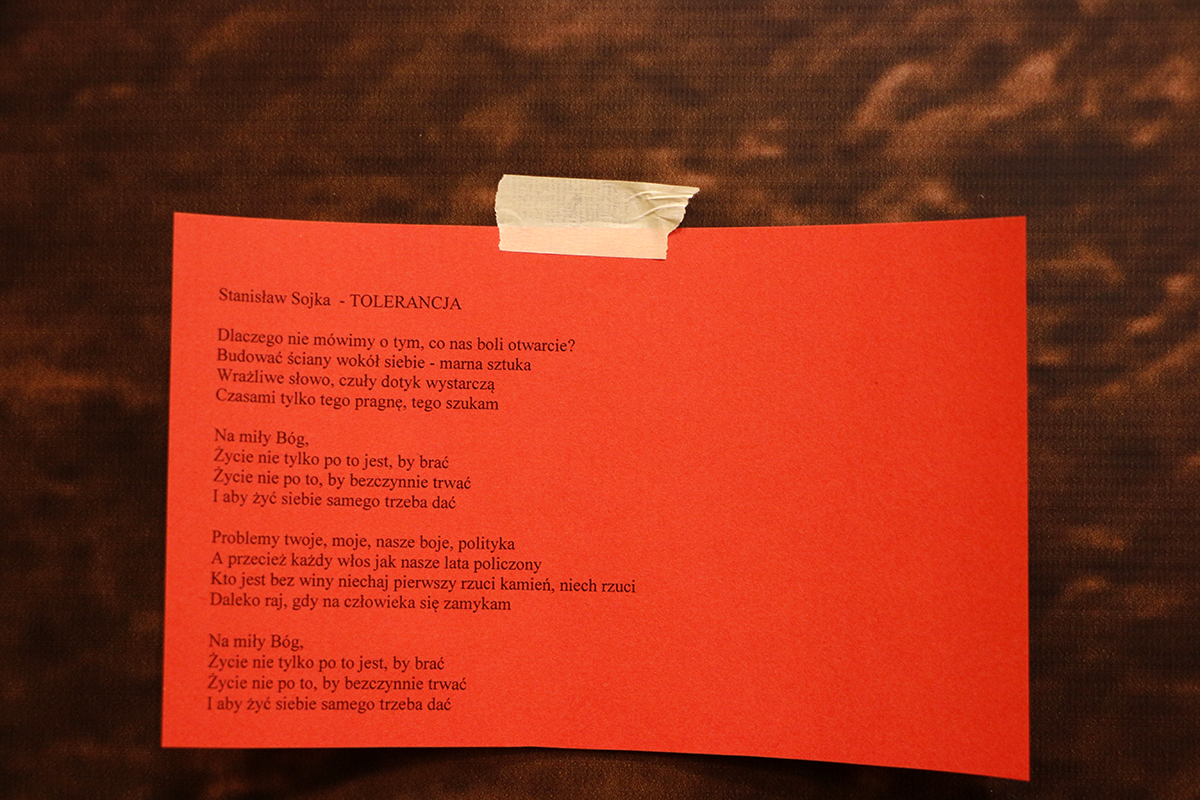 Stanisław Sojka - TOLERANCJA
Dlaczego nie mówimy o tym, co nas boli otwarcie?
Budować ściany wokół siebie - marna sztuka
Wrażliwe słowo, czuły dotyk wystarczą
Czasami tylko tego pragnę, tego szukam
Na miły Bóg,
Życie nie tylko po to jest, by brać
Życie nie po to, by bezczynnie trwać
I aby żyć siebie samego trzeba dać
Problemy twoje, moje, nasze boje, polityka
A przecież każdy włos jak nasze lata policzony
Kto jest bez winy niechaj pierwszy rzuci kamień, niech rzuci
Daleko raj, gdy na człowieka się zamykam
Na miły Bóg,
Życie nie tylko po to jest, by brać
Życie nie po to, by bezczynnie trwać
I aby żyć siebie samego trzeba dać